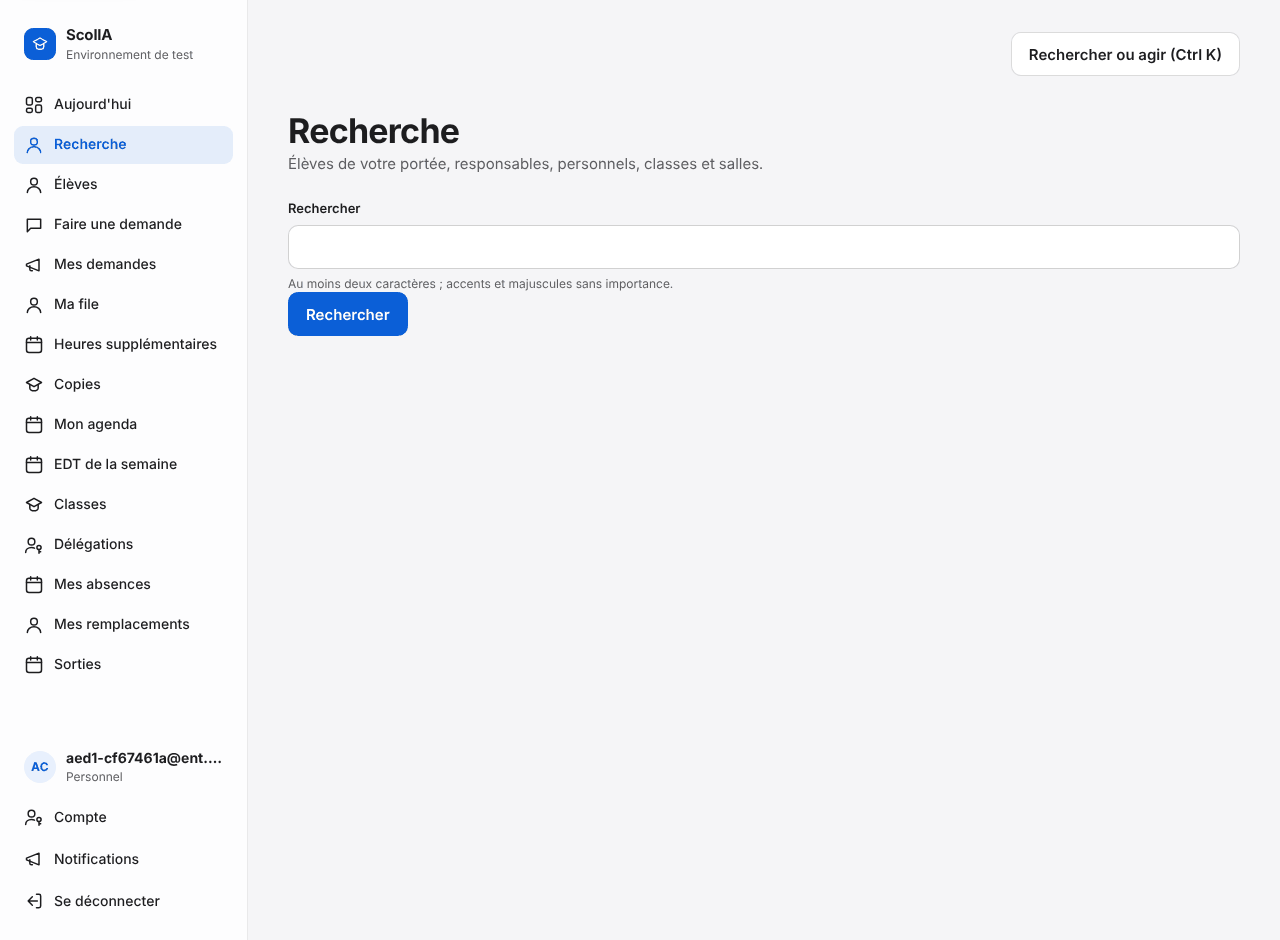 ScolIA
Environnement de test
Aujourd'hui
Recherche
Élèves
Faire une demande
Mes demandes
Ma file
Heures supplémentaires
Copies
Mon agenda
EDT de la semaine
Classes
Délégations
Mes absences
Mes remplacements
Sorties
AC
aed1-cf67461a@ent....
Personnel
Compte
Notifications
Se déconnecter
Rechercher ou agir (Ctrl K)
Recherche
Élèves de votre portée, responsables, personnels, classes et salles.
Rechercher
Au moins deux caractères ; accents et majuscules sans importance.
Rechercher